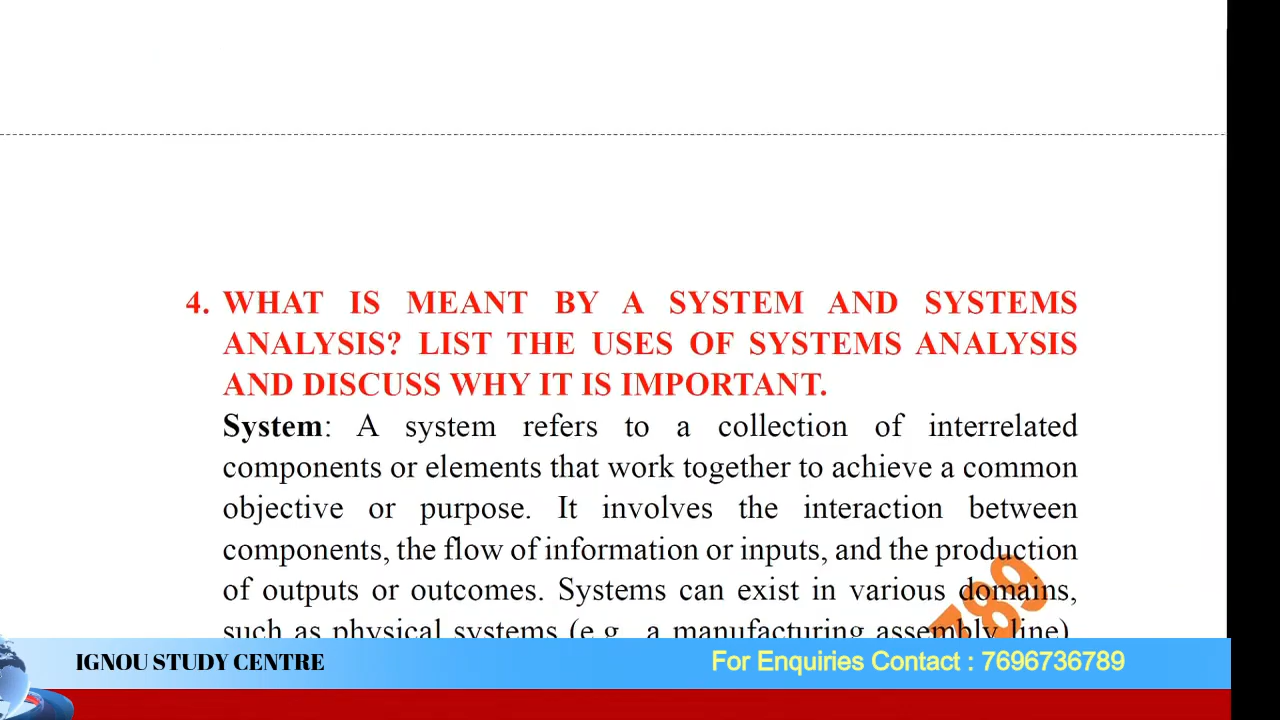 4. WHAT IS MEANT BY A SYSTEM AND SYSTEMS
ANALYSIS? LIST THE USES OF SYSTEMS ANALYSIS
AND DISCUSS WHY IT IS IMPORTANT.
System: A system refers to a collection of interrelated
components or elements that work together to achieve a common
objective or purpose. It involves the interaction between
components, the flow of information or inputs, and the production
of outputs or outcomes. Systems can exist in various domains,
such as physical systems (e.g., a manufacturing assembly line),
789
IGNOU STUDY CENTRE
For Enquiries Contact : 7696736789